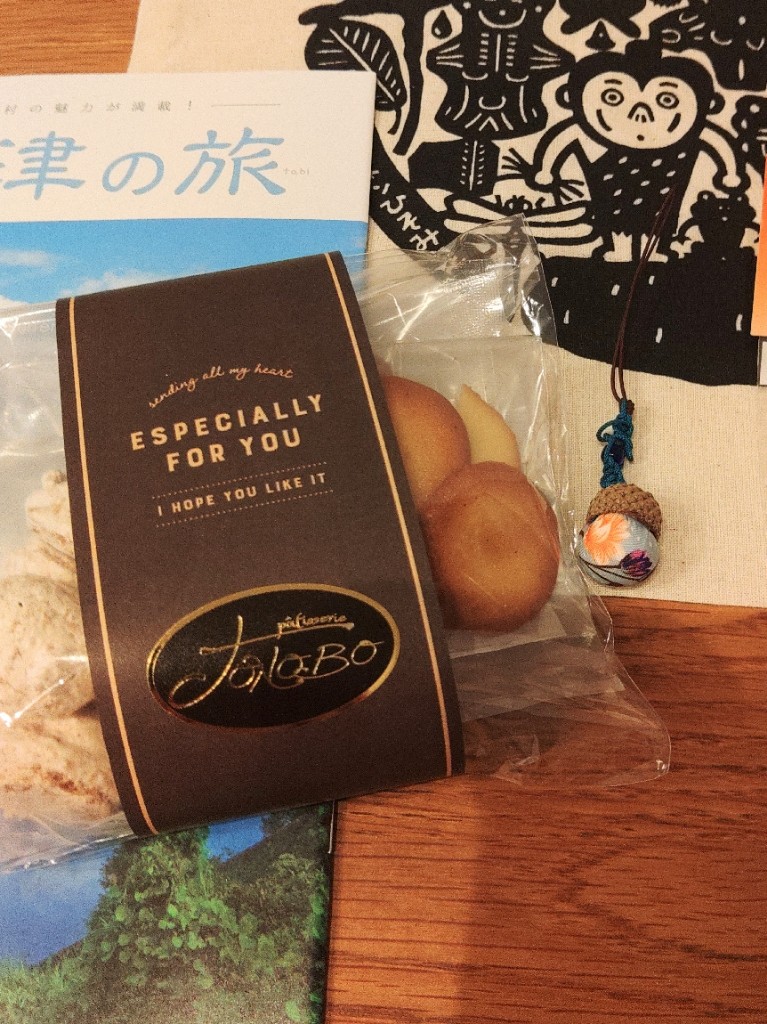 村の魅力が満載！
津の旅
tabi
sending all my heart
ESPECIALLY
FOR YOU
I HOPE YOU LIKE IT
pâtisserie